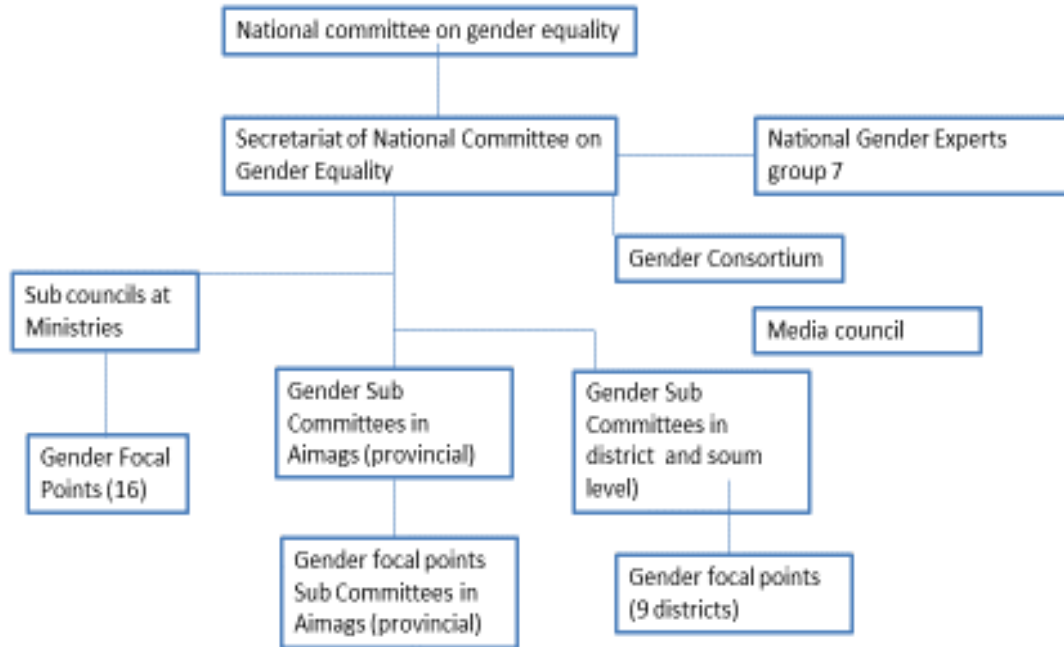 National committee on gender equality
Secretariat of National Committee on
Gender Equality
National Gender Experts
group 7
Gender Consortium
Sub councils at
Ministries
Media council
Gender Sub
Committees in
Aimags (provincial)
Gender Sub
Committees in
district and soum
level)
Gender Focal
Points (16)
Gender focal points
Sub Committees in
Aimags (provincial)
Gender focal points
(9 districts)